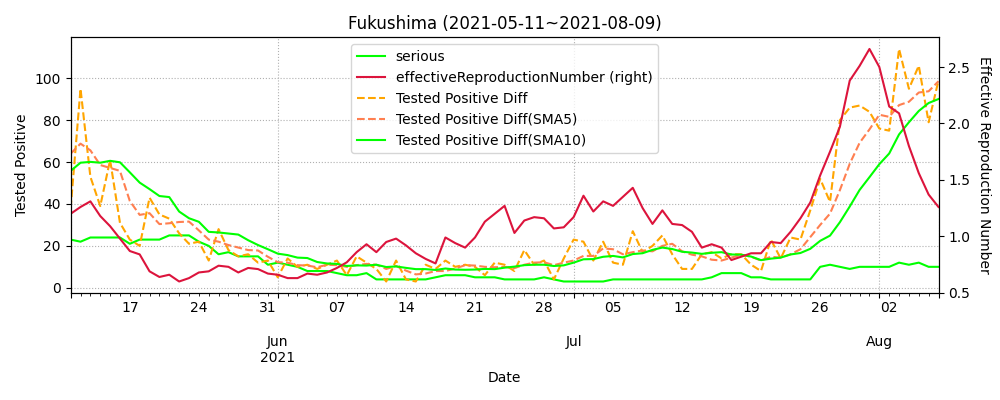 Fukushima (2021-05-11~2021-08-09)
serious
effectiveReproductionNumber (right)
Tested Positive Diff
Tested Positive Diff(SMA5)
Tested Positive Diff(SMA10)
Tested Positive
100
80
60
40
20
0
2.5
2.0
1.5
1.0
0.5
Effective Reproduction Number
17 24 31 07 14 21 28 05 12 19 26 02
Jun Jul Aug
2021
Date